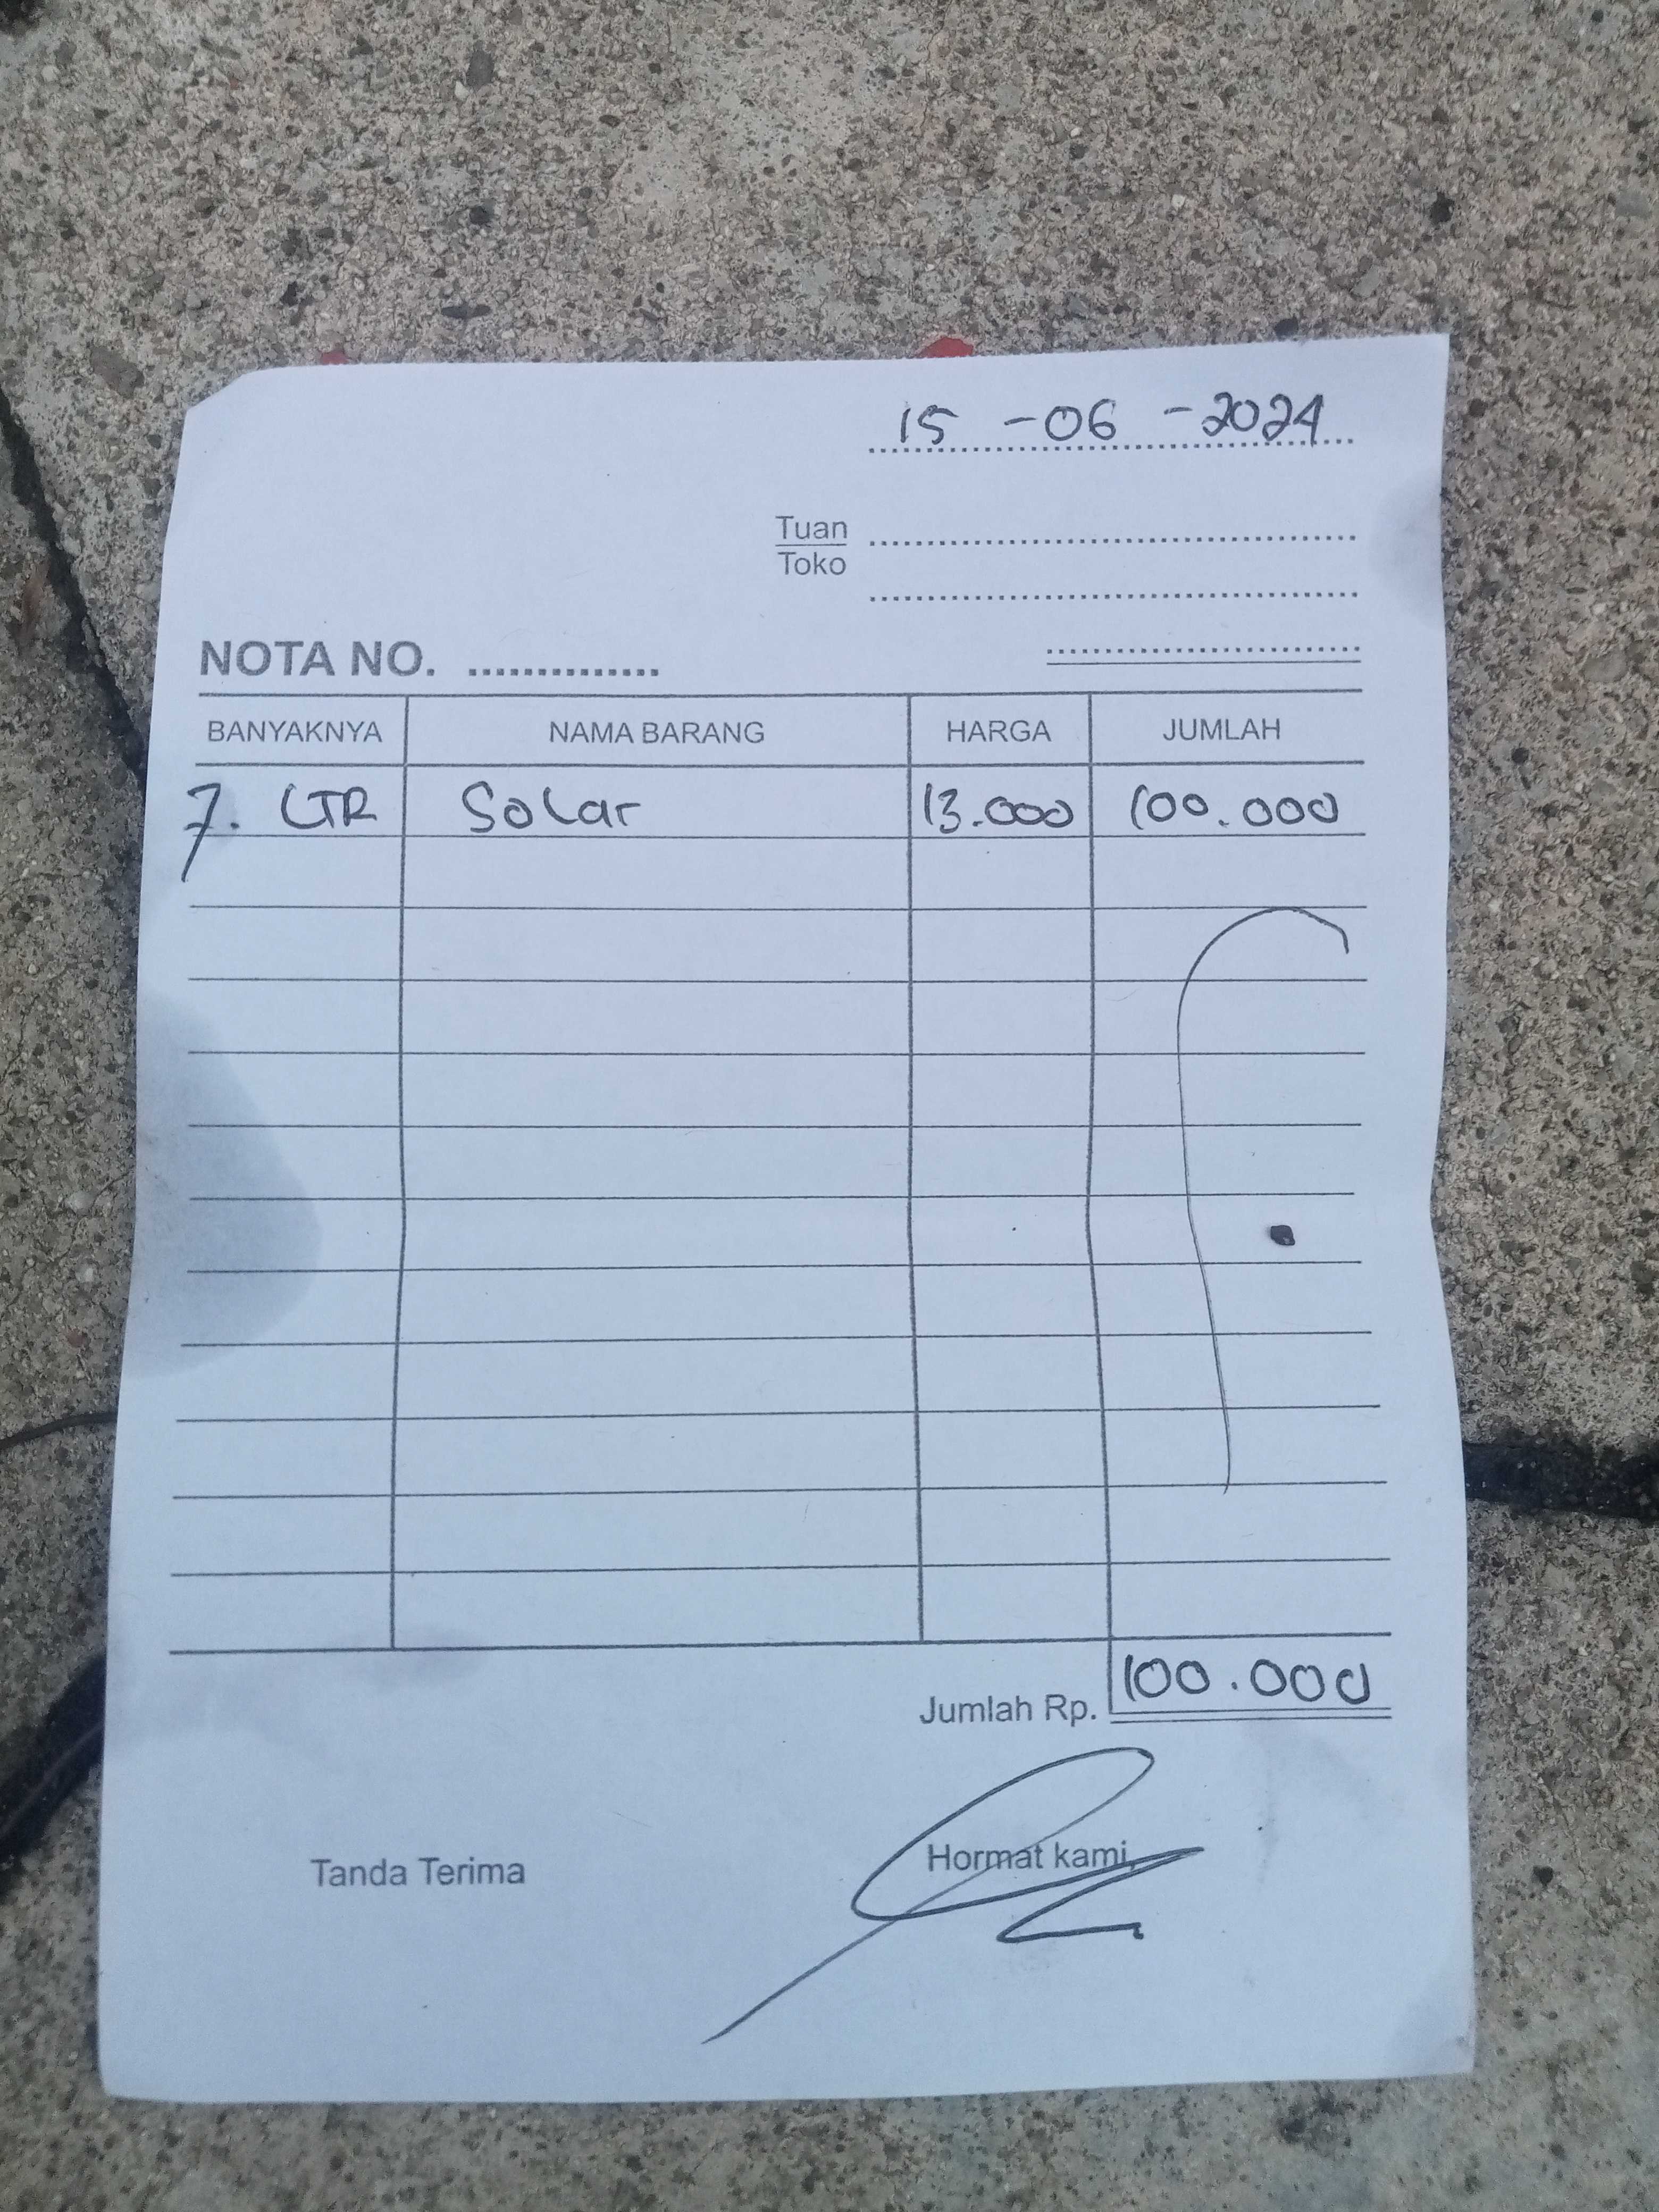 15 -06 -2024
Tuan
Toko
NOTA NO.
BANYAKNYA NAMA BARANG HARGA JUMLAH
7. LTR Solar 13.000 100.000
Jumlah Rp. 100.000
Tanda Terima Hormat kami,